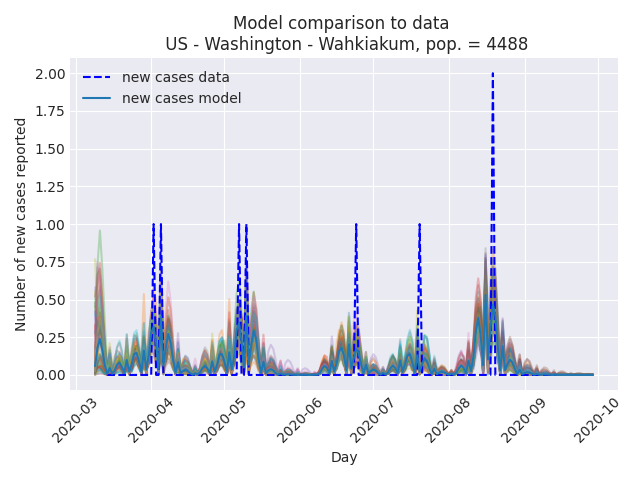 Model comparison to data
US - Washington - Wahkiakum, pop. = 4488
new cases data
new cases model
Number of new cases reported
2.00
1.75
1.50
1.25
1.00
0.75
0.50
0.25
0.00
2020-03
2020-04
2020-05
2020-06
2020-07
2020-08
2020-09
2020-10
Day